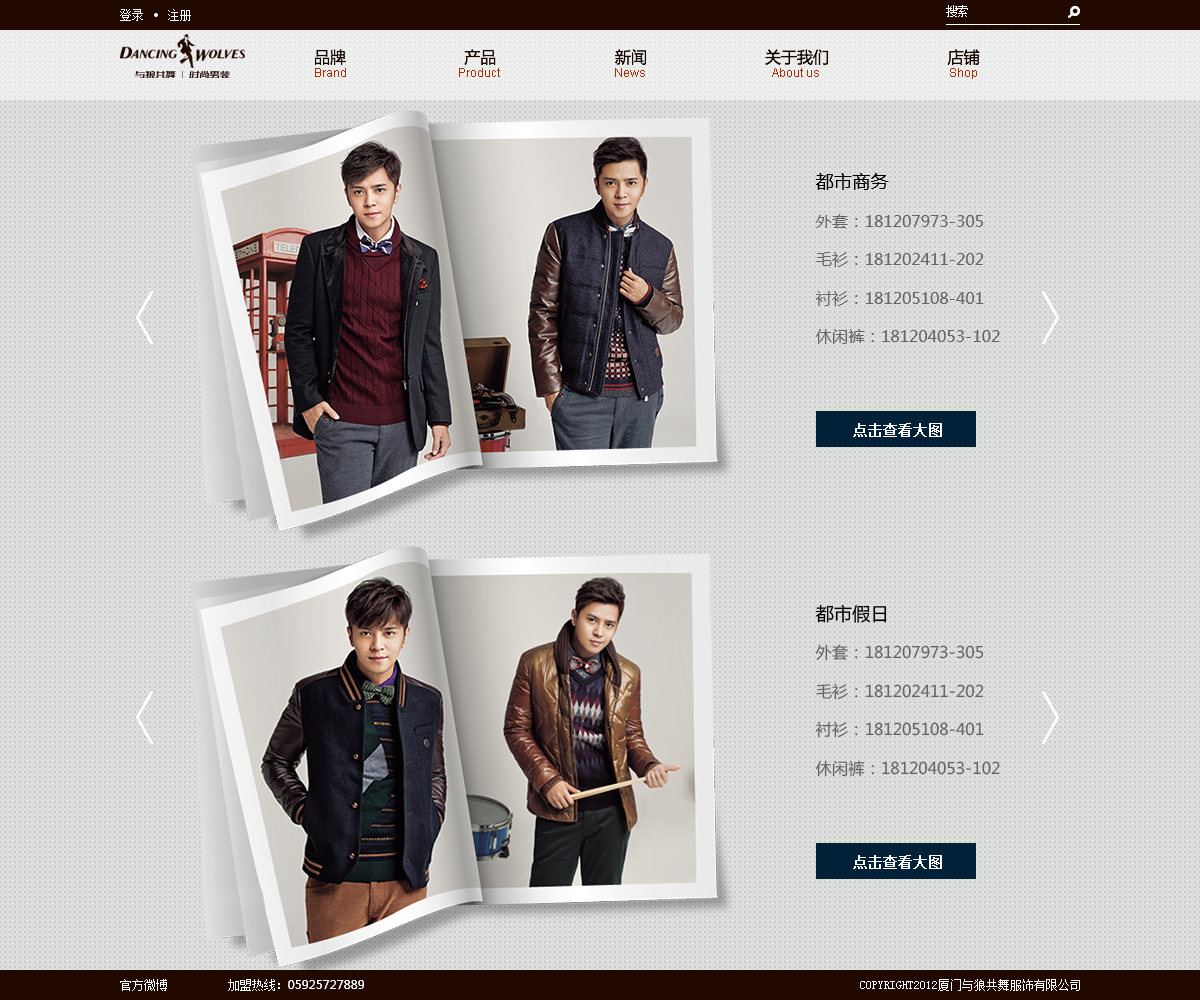 登录 • 注册
搜索
DANCING WOLVES
与狼共舞 | 时尚男装
品牌
Brand
产品
Product
新闻
News
关于我们
About us
店铺
Shop
PHONE
TELE
都市商务
外套：181207973-305
毛衫：181202411-202
衬衫：181205108-401
休闲裤：181204053-102
点击查看大图
都市假日
外套：181207973-305
毛衫：181202411-202
衬衫：181205108-401
休闲裤：181204053-102
点击查看大图
官方微博
加盟热线：05925727889
COPYRIGHT2012厦门与狼共舞服饰有限公司